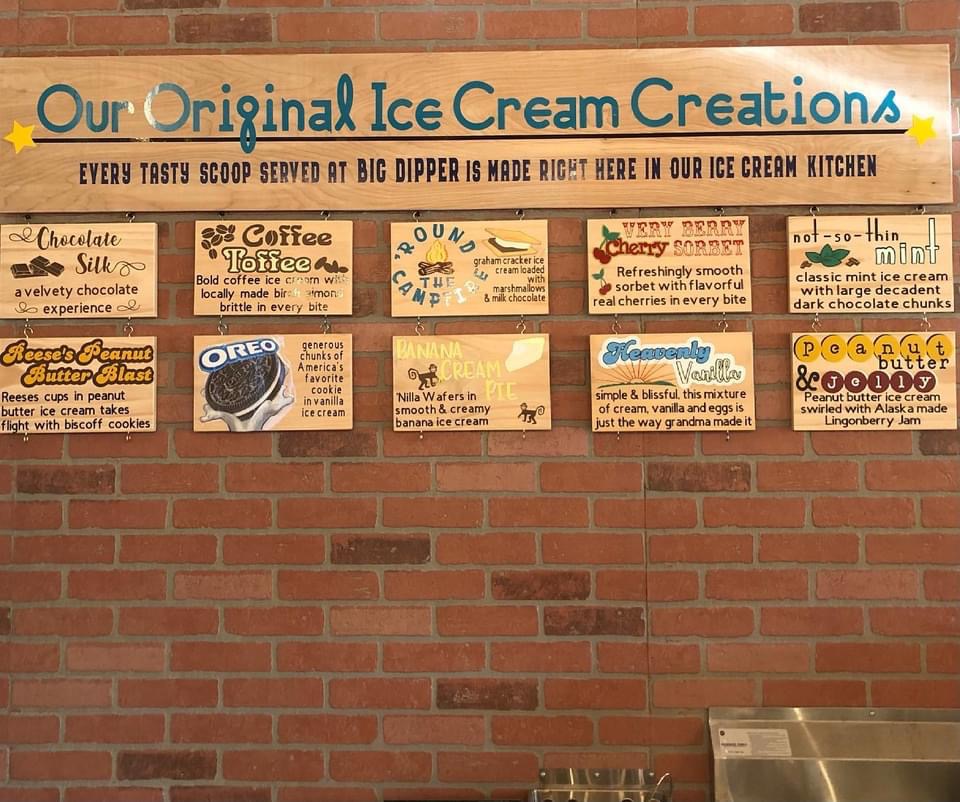 Our Original Ice Cream Creations
EVERY TASTY SCOOP SERVED AT BIG DIPPER IS MADE RIGHT HERE IN OUR ICE CREAM KITCHEN
Chocolate
Silk
a velvety chocolate
experience
Coffee
Toffee
Bold coffee ice cream with
locally made birch almond
brittle in every bite
'ROUND
THE
CAMPFIRE
graham cracker ice
cream loaded
with
marshmallows
& milk chocolate
VERY BERRY
Cherry SORBET
Refreshingly smooth
sorbet with flavorful
real cherries in every bite
not-so-thin
mint
classic mint ice cream
with large decadent
dark chocolate chunks
Reese's Peanut
Butter Blast
Reeses cups in peanut
butter ice cream takes
flight with biscoff cookies
OREO
generous
chunks of
America's
favorite
cookie
in vanilla
ice cream
BANANA
CREAM
PIE
'Nilla Wafers in
smooth & creamy
banana ice cream
Heavenly
Vanilla
simple & blissful, this mixture
of cream, vanilla and eggs is
just the way grandma made it
Peanut
butter
& Jelly
Peanut butter ice cream
swirled with Alaska made
Lingonberry Jam